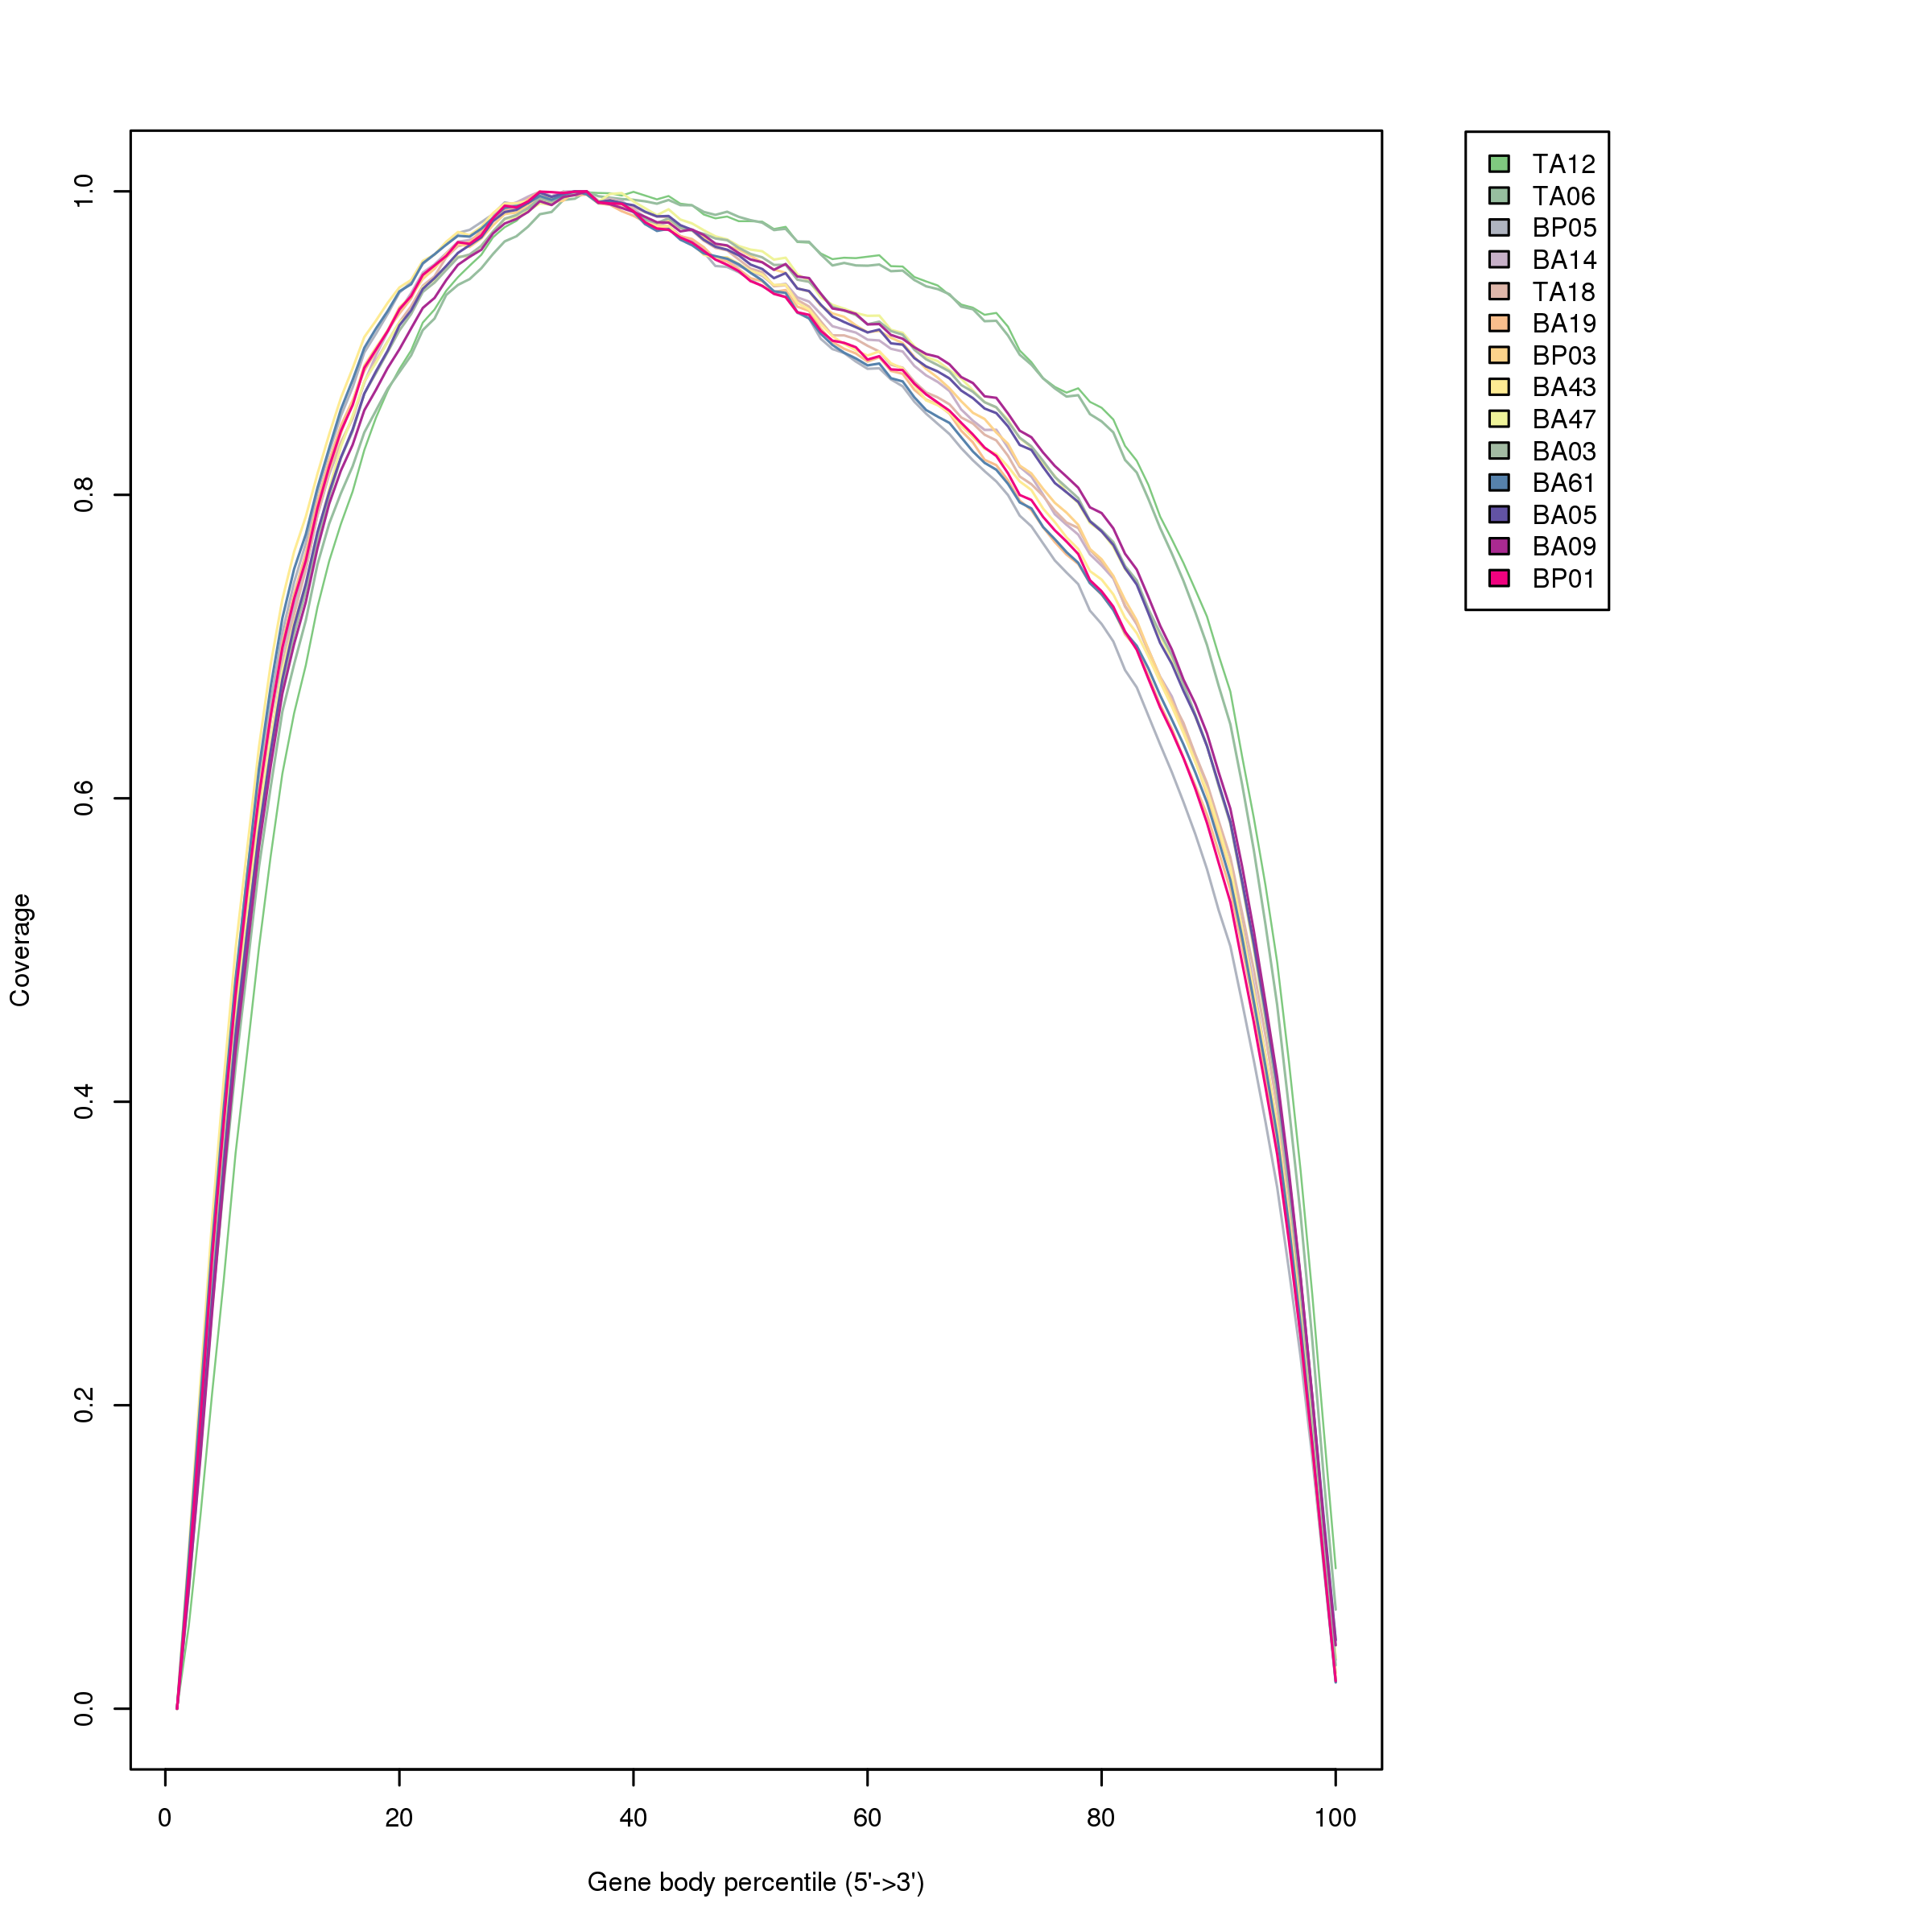 1.0
0.8
0.6
0.4
0.2
0.0
Coverage
0 20 40 60 80 100
Gene body percentile (5'->3')
TA12
TA06
BP05
BA14
TA18
BA19
BP03
BA43
BA47
BA03
BA61
BA05
BA09
BP01